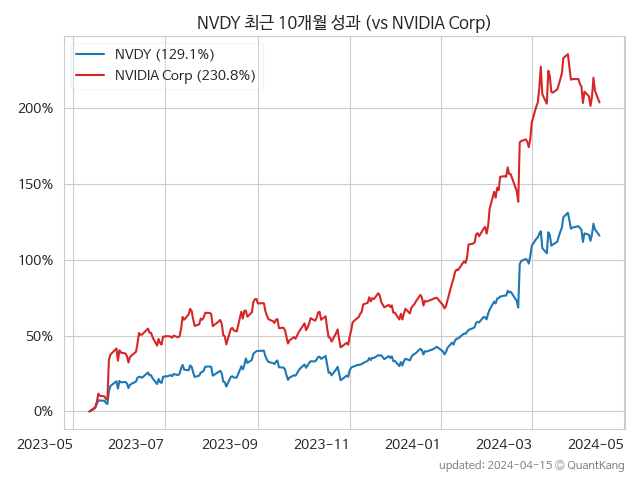 NVDY 최근 10개월 성과 (vs NVIDIA Corp)
NVDY (129.1%)
NVIDIA Corp (230.8%)
200%
150%
100%
50%
0%
2023-05 2023-07 2023-09 2023-11 2024-01 2024-03 2024-05
updated: 2024-04-15 © QuantKang